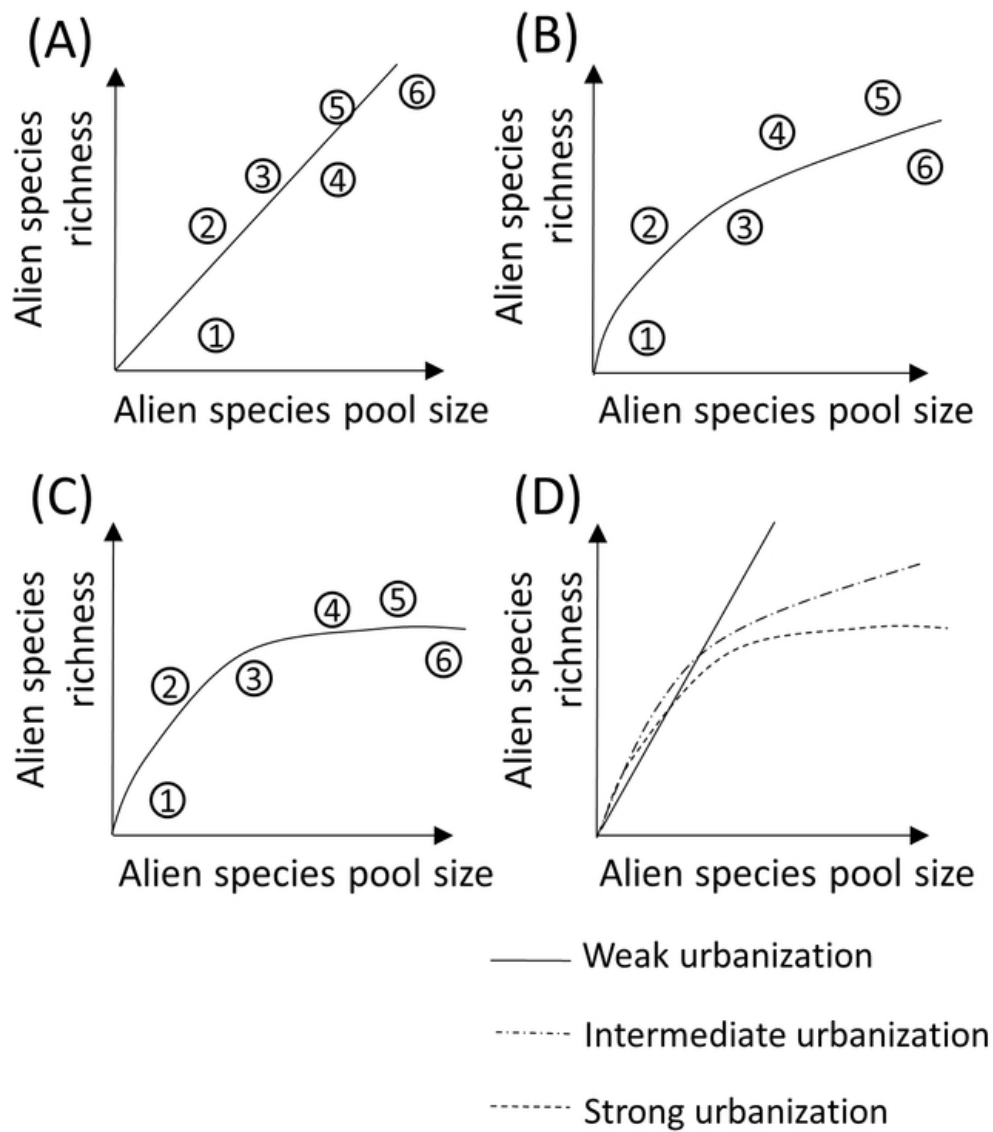 (A)
Alien species
richness
①
②
③
④
⑤
⑥
Alien species pool size
(B)
Alien species
richness
①
②
③
④
⑤
⑥
Alien species pool size
(C)
Alien species
richness
①
②
③
④
⑤
⑥
Alien species pool size
(D)
Alien species
richness
Alien species pool size
Weak urbanization
Intermediate urbanization
Strong urbanization